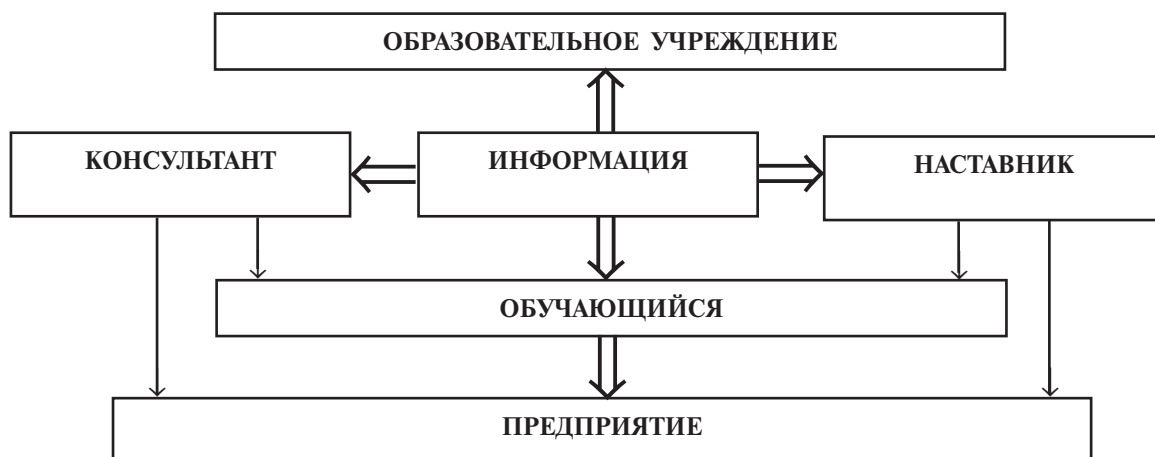 ОБРАЗОВАТЕЛЬНОЕ УЧРЕЖДЕНИЕ
КОНСУЛЬТАНТ
ИНФОРМАЦИЯ
НАСТАВНИК
ОБУЧАЮЩИЙСЯ
ПРЕДПРИЯТИЕ